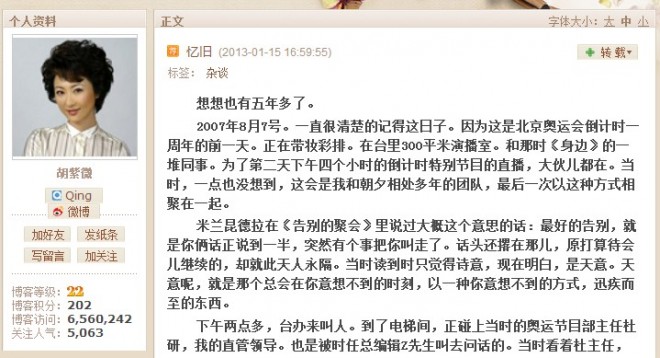 个人资料
胡紫微
Qing
微博
加好友 发纸条
写留言 加关注
博客等级：22
博客积分：202
博客访问：6,560,242
关注人气：5,063
正文 字体大小：大 中 小
荐 忆旧 (2013-01-15 16:59:55) 转载
标签： 杂谈
想想也有五年多了。
2007年8月7号。一直很清楚的记得这日子。因为这是北京奥运会倒计时一
周年的前一天。正在带妆彩排。在台里300平米演播室。和那时《身边》的一
堆同事。为了第二天下午四个小时的倒计时特别节目的直播，大伙儿都在。当
时，一点也没想到，这会是我和朝夕相处多年的团队，最后一次以这种方式相
聚在一起。
米兰昆德拉在《告别的聚会》里说过大概这个意思的话：最好的告别，就
是你俩话正说到一半，突然有个事把你叫走了。话头还撂在那儿，原打算待会
儿继续的，却就此天人永隔。当时读到时只觉得诗意，现在明白，是天意。天
意呢，就是那个总会在你意想不到的时刻，以一种你意想不到的方式，迅疾而
至的东西。
下午两点多，台办来叫人。到了电梯间，正碰上当时的奥运节目部主任杜
研，我的直管领导。也是被时任总编辑Z先生叫去问话的。当时看着杜主任，